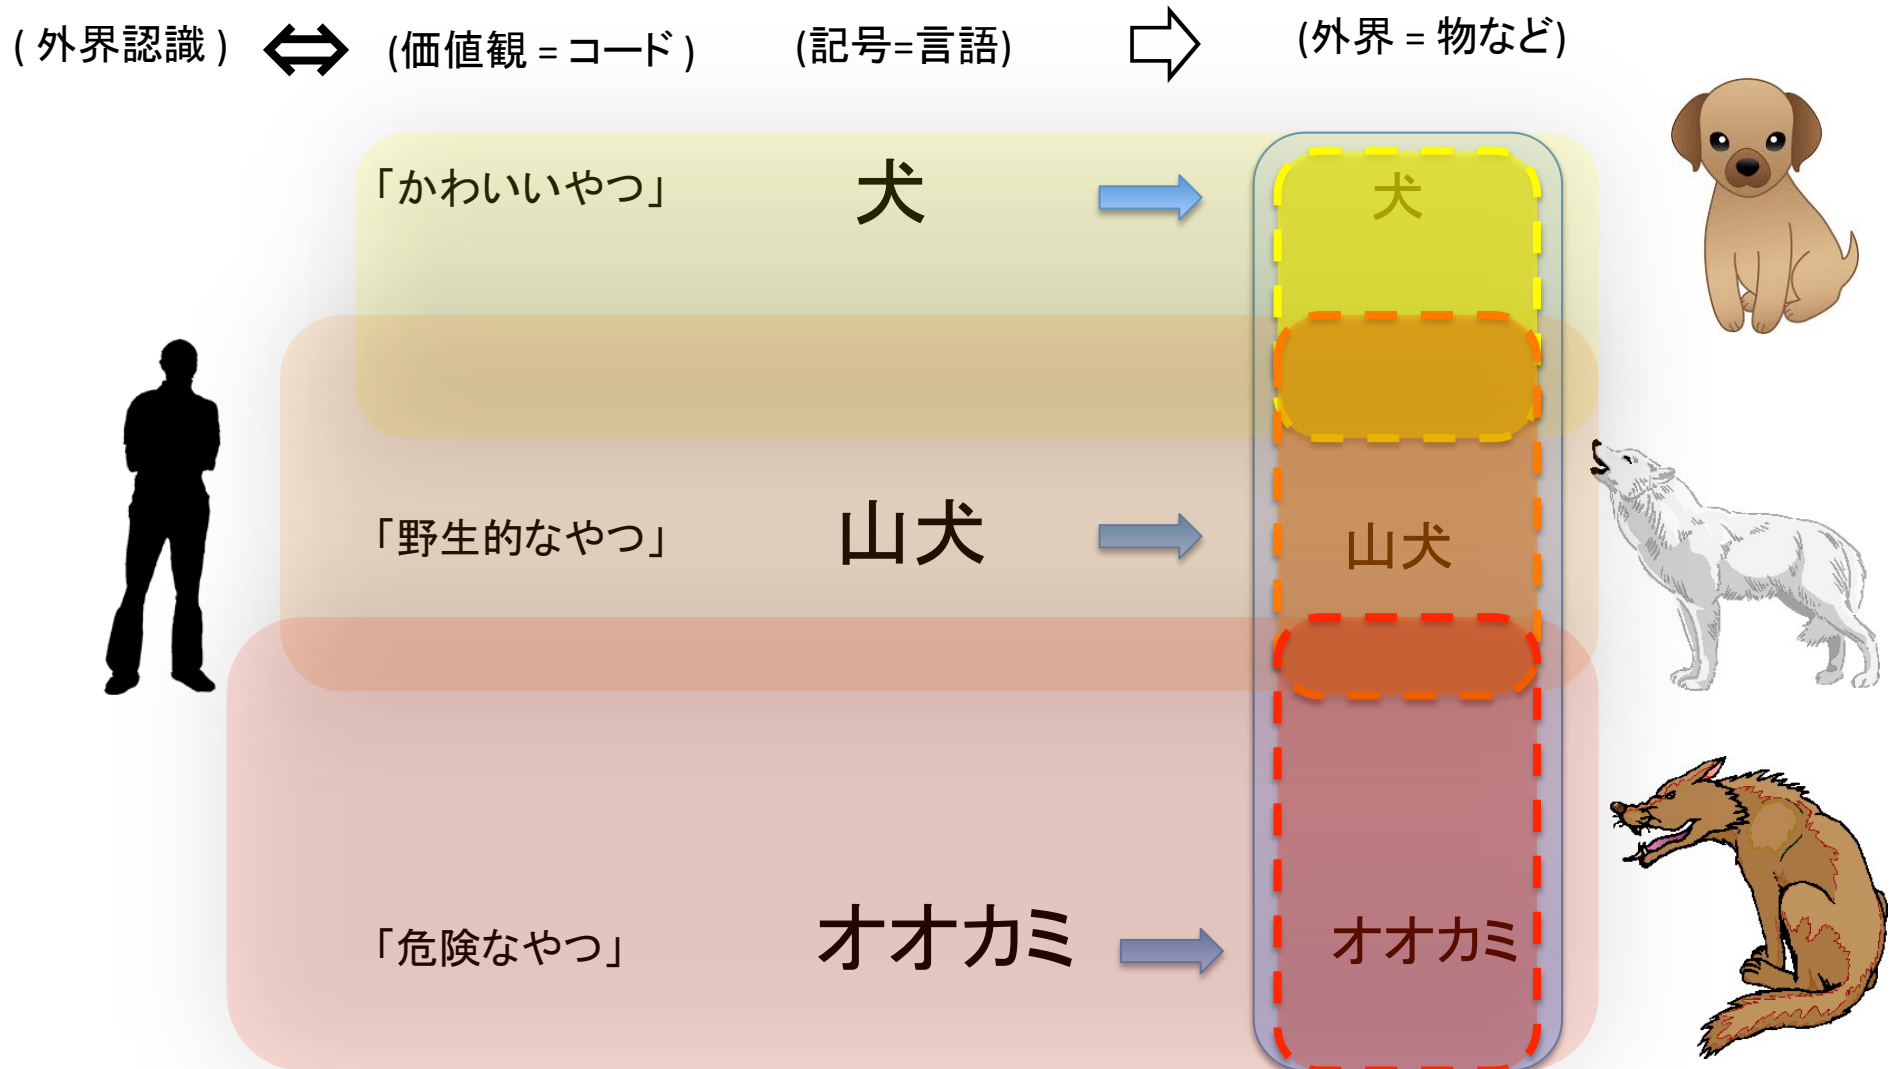 ( 外界認識 ) ⇔ (価値観 = コード ) (記号=言語) ⇨ (外界 = 物など)
「かわいいやつ」 犬 犬
「野生的なやつ」 山犬 山犬
「危険なやつ」 オオカミ オオカミ